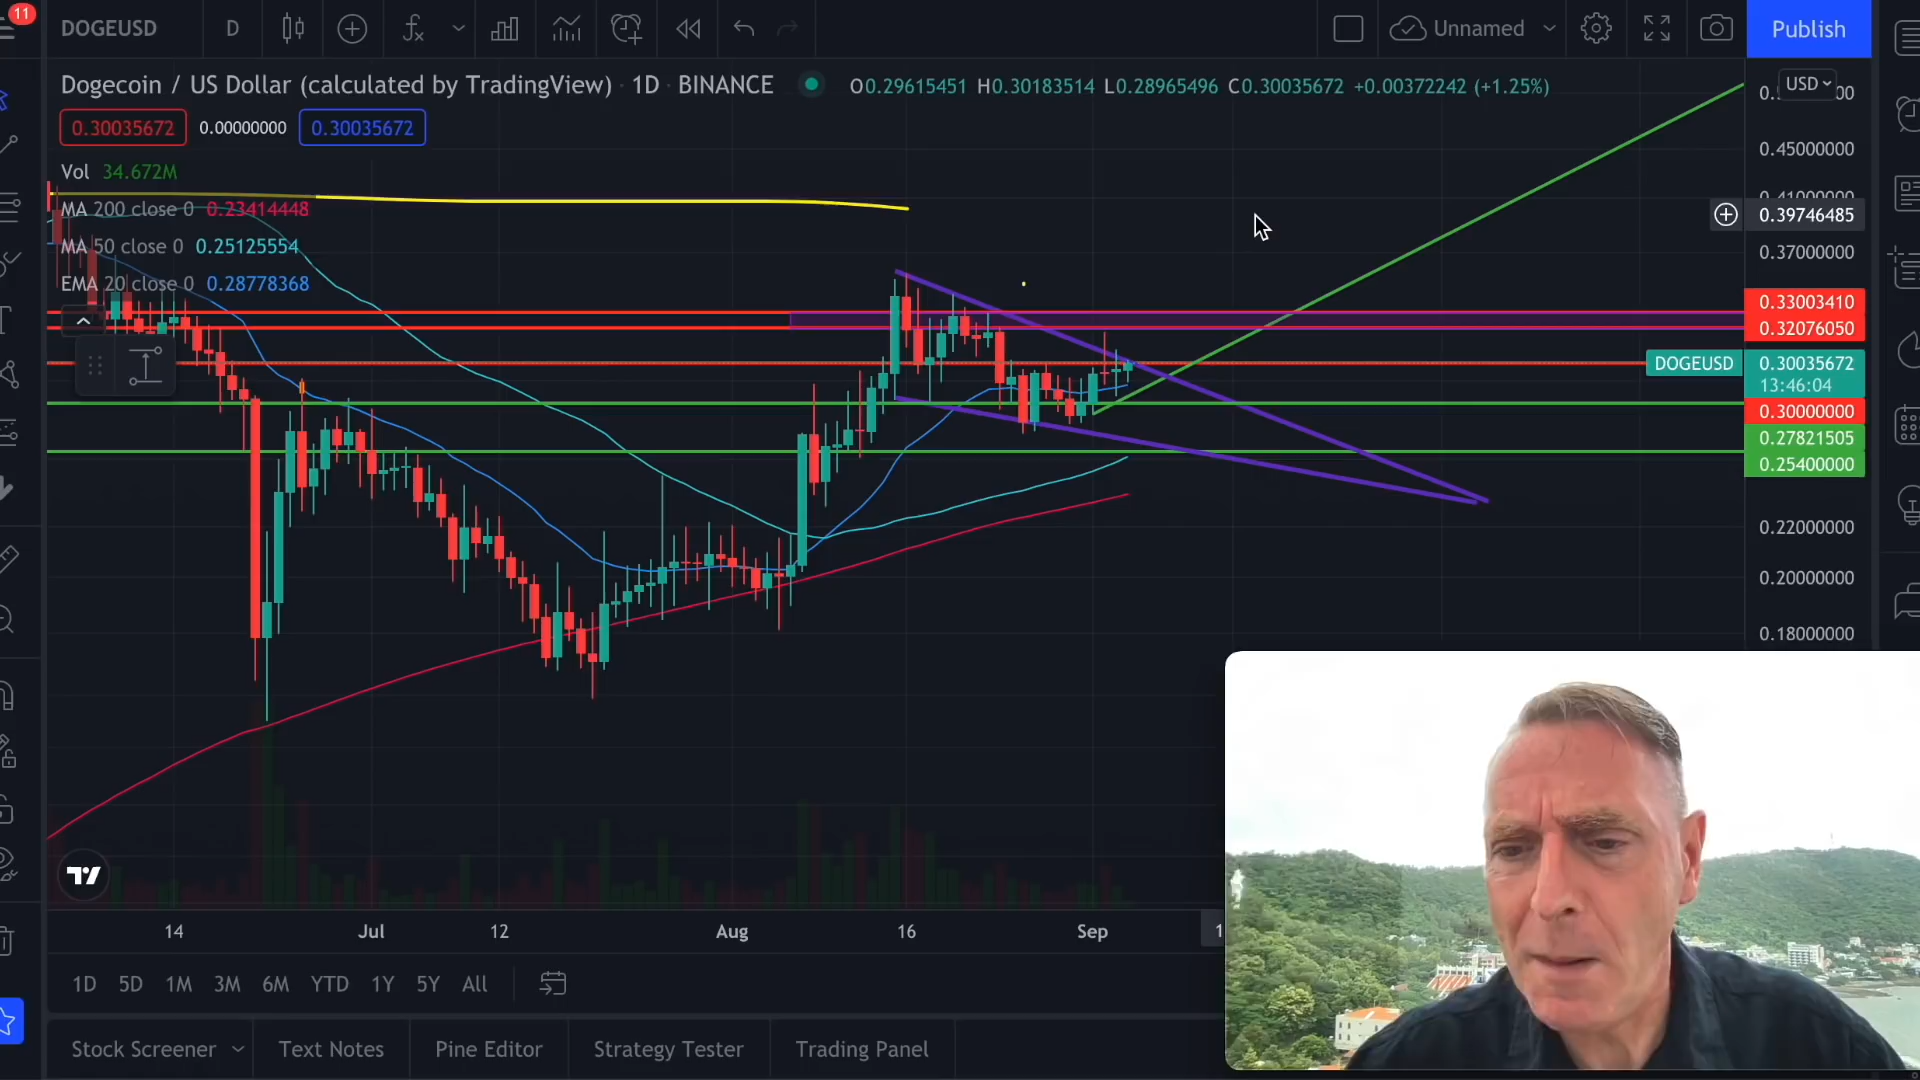 11
DOGEUSD D Unnamed Publish
Dogecoin / US Dollar (calculated by TradingView) · 1D · BINANCE O0.29615451 H0.30183514 L0.28965496 C0.30035672 +0.00372242 (+1.25%)
USD
0.30035672 0.00000000 0.30035672
0.45000000
Vol 34.672M
MA 200 close 0 0.23414448
0.39746485
MA 50 close 0 0.25125554
0.37000000
EMA 20 close 0 0.28778368
0.33003410
0.32076050
DOGEUSD 0.30035672
13:46:04
0.30000000
0.27821505
0.25400000
0.22000000
0.20000000
0.18000000
14 Jul 12 Aug 16 Sep
1D 5D 1M 3M 6M YTD 1Y 5Y All
Stock Screener Text Notes Pine Editor Strategy Tester Trading Panel